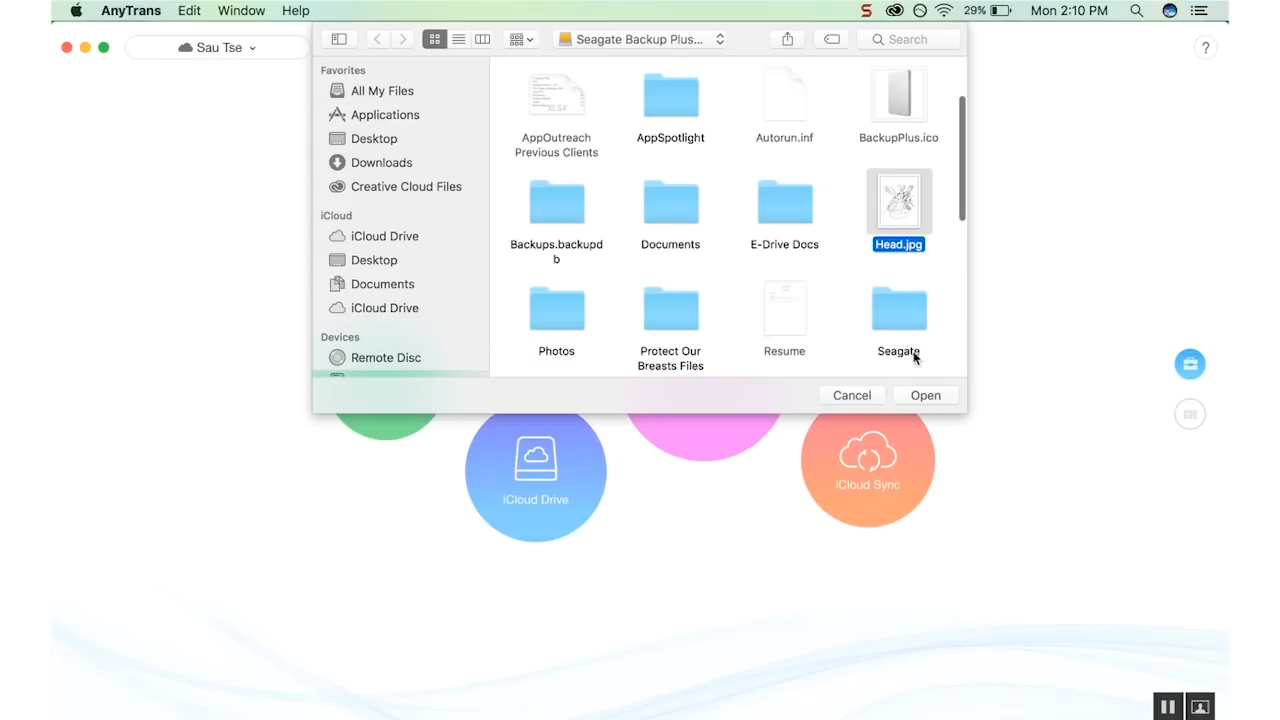 AnyTrans Edit Window Help 29% Mon 2:10 PM
Sau Tse
Seagate Backup Plus...
Search
?
Favorites
All My Files
Applications
Desktop
Downloads
Creative Cloud Files
iCloud
iCloud Drive
Desktop
Documents
iCloud Drive
Devices
Remote Disc
XLSX
AppOutreach
Previous Clients
AppSpotlight
Autorun.inf
BackupPlus.ico
Backups.backupd
b
Documents
E-Drive Docs
Head.jpg
Photos
Protect Our
Breasts Files
Resume
Seagate
Cancel
Open
iCloud Drive
iCloud Sync